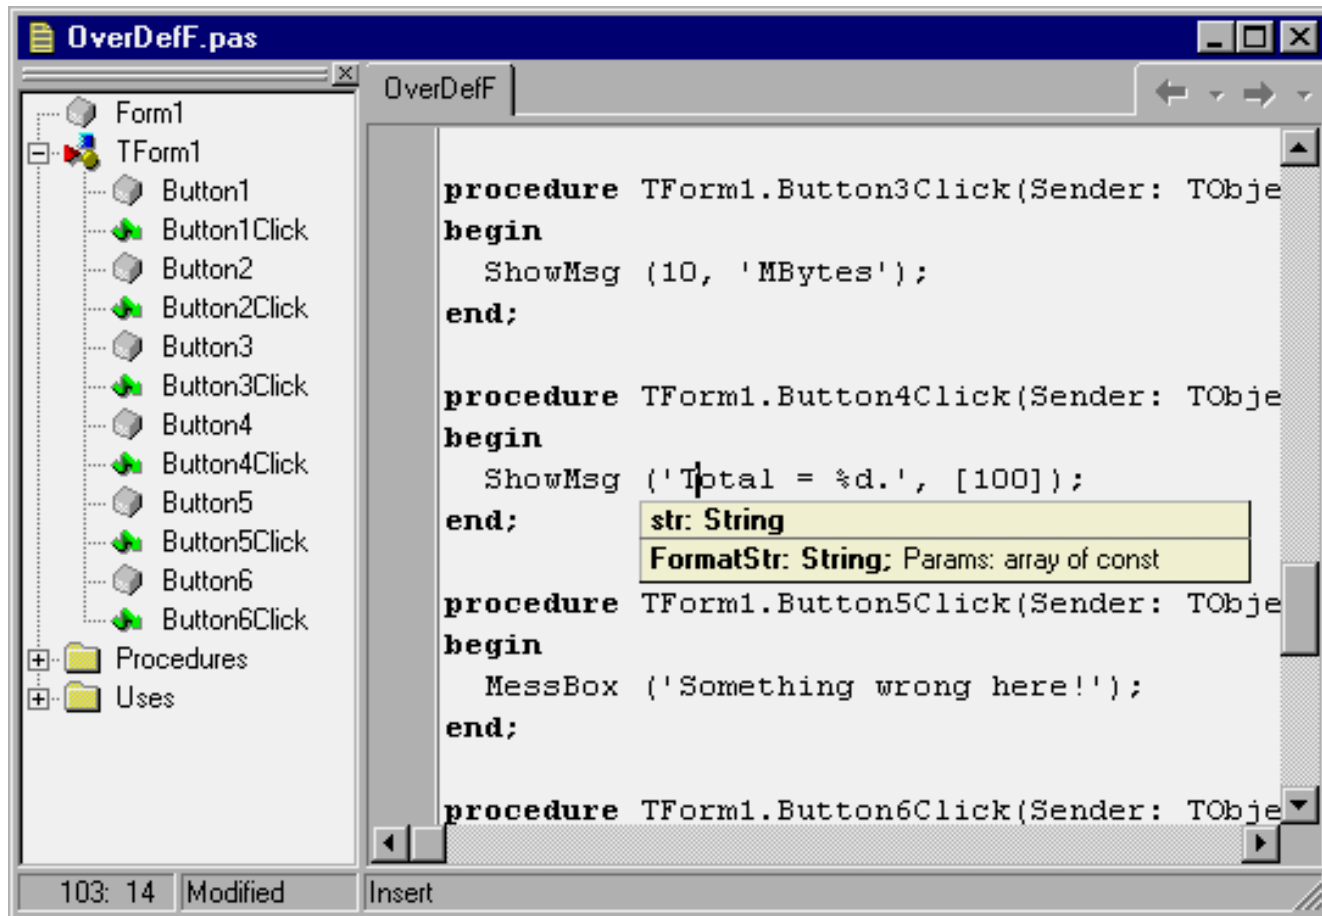 OverDefF.pas
Form1
TForm1
Button1
Button1Click
Button2
Button2Click
Button3
Button3Click
Button4
Button4Click
Button5
Button5Click
Button6
Button6Click
Procedures
Uses
OverDefF
procedure TForm1.Button3Click(Sender: TObje
begin
  ShowMsg (10, 'MBytes');
end;
procedure TForm1.Button4Click(Sender: TObje
begin
  ShowMsg ('Total = %d.', [100]);
end;
str: String
FormatStr: String; Params: array of const
procedure TForm1.Button5Click(Sender: TObje
begin
  MessBox ('Something wrong here!');
end;
procedure TForm1.Button6Click(Sender: TObje
103: 14 Modified Insert